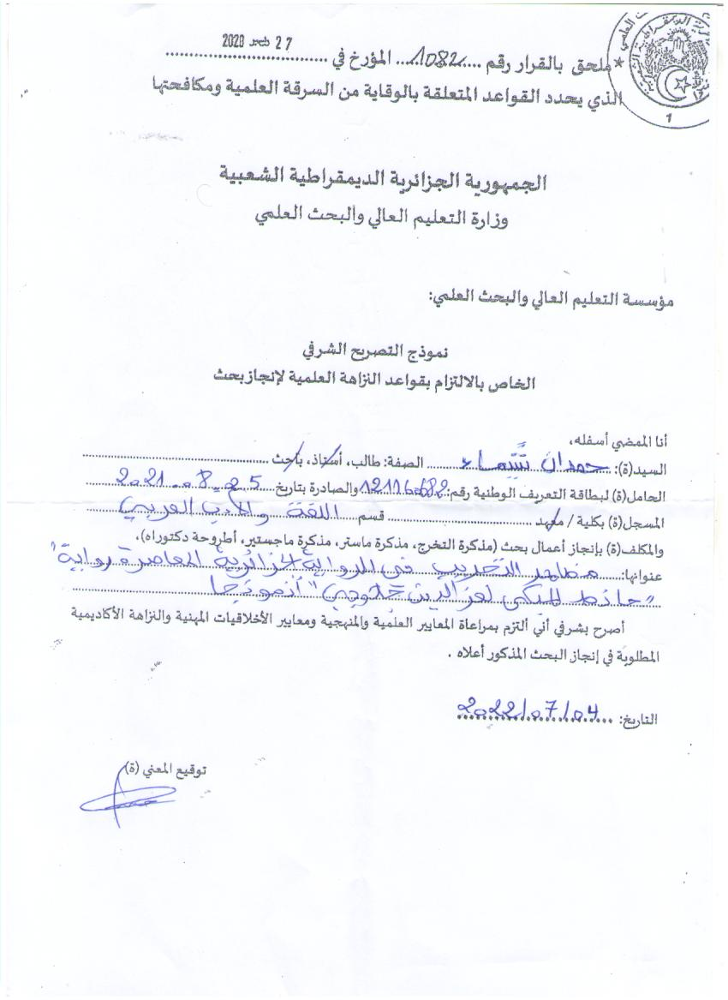 ملحق بالقرار رقم ...1082... المؤرخ في 27 ديسمبر 2020
الذي يحدد القواعد المتعلقة بالوقاية من السرقة العلمية ومكافحتها
1
الجمهورية الجزائرية الديمقراطية الشعبية
وزارة التعليم العالي والبحث العلمي
مؤسسة التعليم العالي والبحث العلمي:
نموذج التصريح الشرفي
الخاص بالالتزام بقواعد النزاهة العلمية لإنجاز بحث
أنا الممضي أسفله،
السيد(ة): حمدان شيماء الصفة: طالب، أستاذ، باحث
الحامل(ة) لبطاقة التعريف الوطنية رقم: والصادرة بتاريخ 25.08.2021
المسجل(ة) بكلية / معهد قسم اللغة والأدب العربي
والمكلف(ة) بإنجاز أعمال بحث (مذكرة التخرج، مذكرة ماستر، مذكرة ماجستير، أطروحة دكتوراه)،
عنوانها: مظاهر التجريب في الرواية الجزائرية المعاصرة رواية
"حائط المبكى لعز الدين جلاوجي" أنموذجا
أصرح بشرفي أني ألتزم بمراعاة المعايير العلمية والمنهجية ومعايير الأخلاقيات المهنية والنزاهة الأكاديمية
المطلوبة في إنجاز البحث المذكور أعلاه .
التاريخ: 2022/07/04
توقيع المعني (ة)